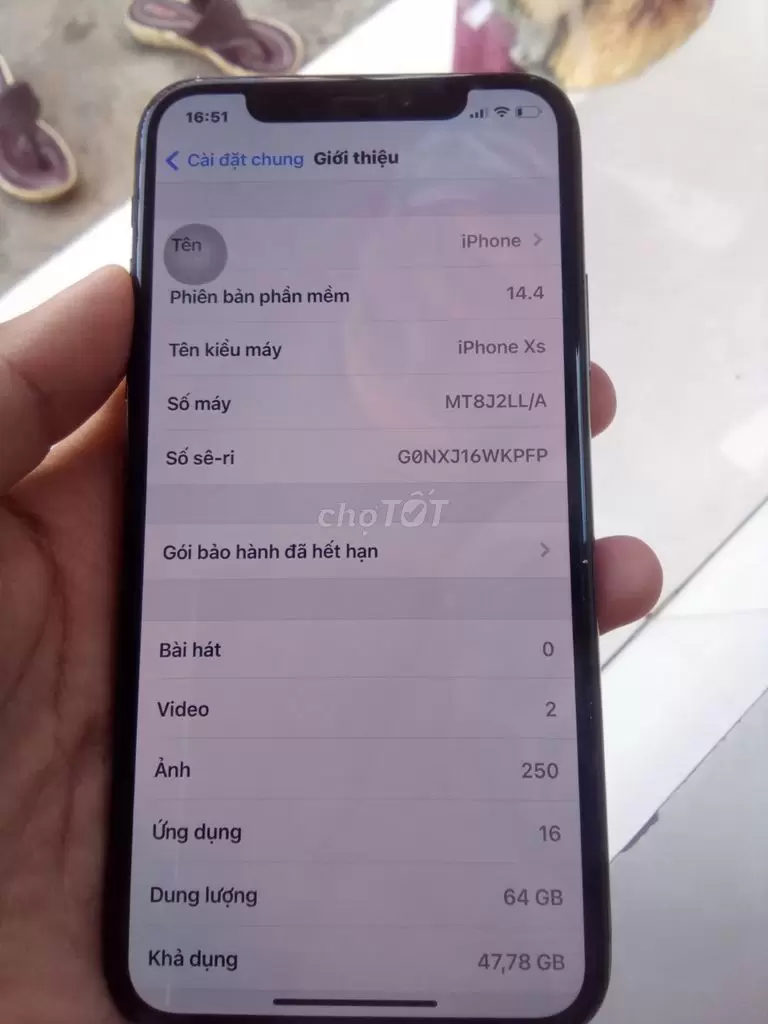 16:51
Cài đặt chung Giới thiệu
Tên iPhone
Phiên bản phần mềm 14.4
Tên kiểu máy iPhone Xs
Số máy MT8J2LL/A
Số sê-ri G0NXJ16WKPFP
chợTỐT
Gói bảo hành đã hết hạn
Bài hát 0
Video 2
Ảnh 250
Ứng dụng 16
Dung lượng 64 GB
Khả dụng 47,78 GB